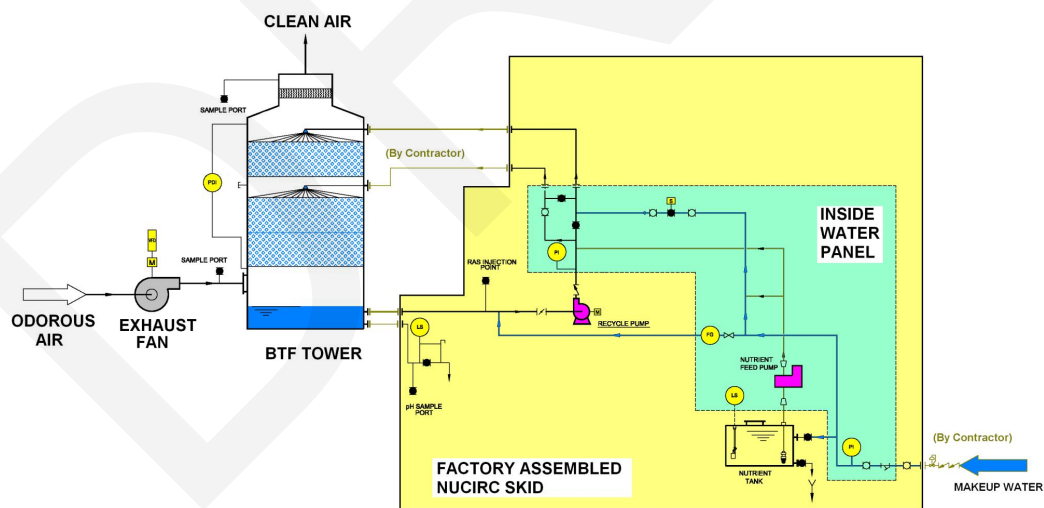 CLEAN AIR
SAMPLE PORT
(By Contractor)
PDI
VFD
M
SAMPLE PORT
ODOROUS
AIR
EXHAUST
FAN
BTF TOWER
S
INSIDE
WATER
PANEL
PI
RAS INJECTION
POINT
M
RECYCLE PUMP
LS
FG
pH SAMPLE
PORT
NUTRIENT
FEED PUMP
LS
PI
(By Contractor)
NUTRIENT
TANK
MAKEUP WATER
FACTORY ASSEMBLED
NUCIRC SKID